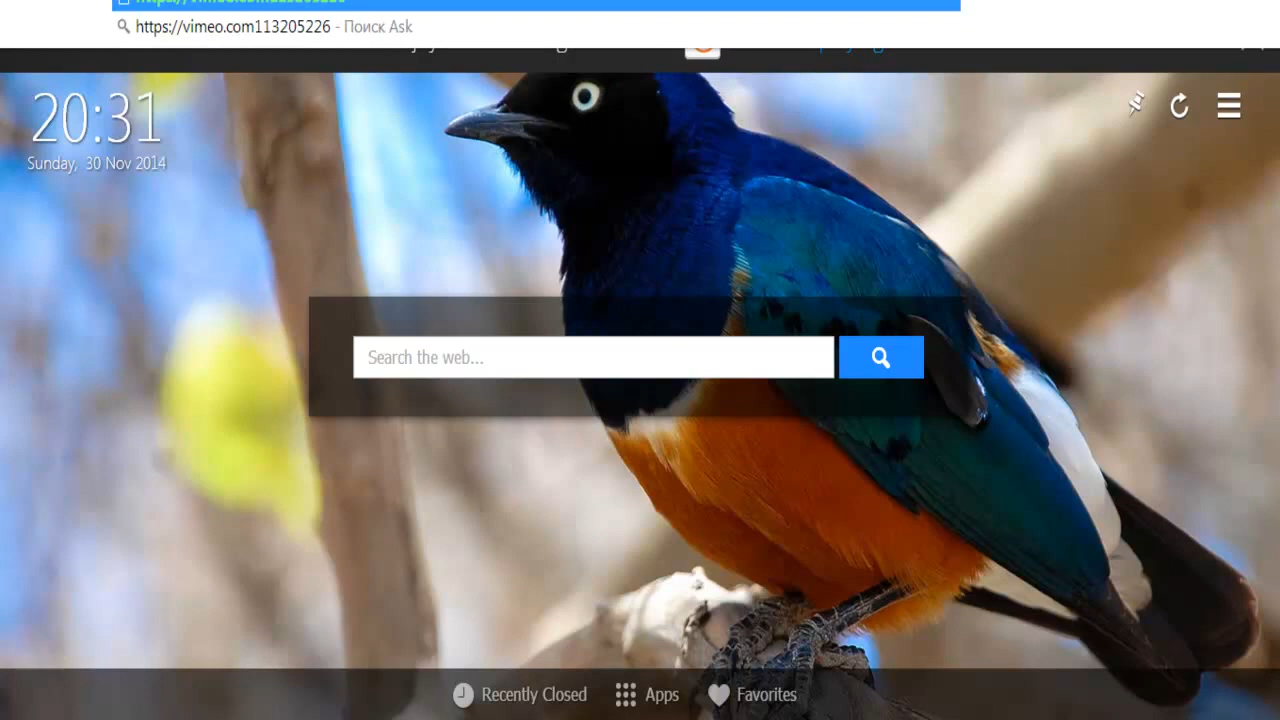 https://vimeo.com113205226 - Поиск Ask
20:31
Sunday, 30 Nov 2014
Search the web...
Recently Closed
Apps
Favorites